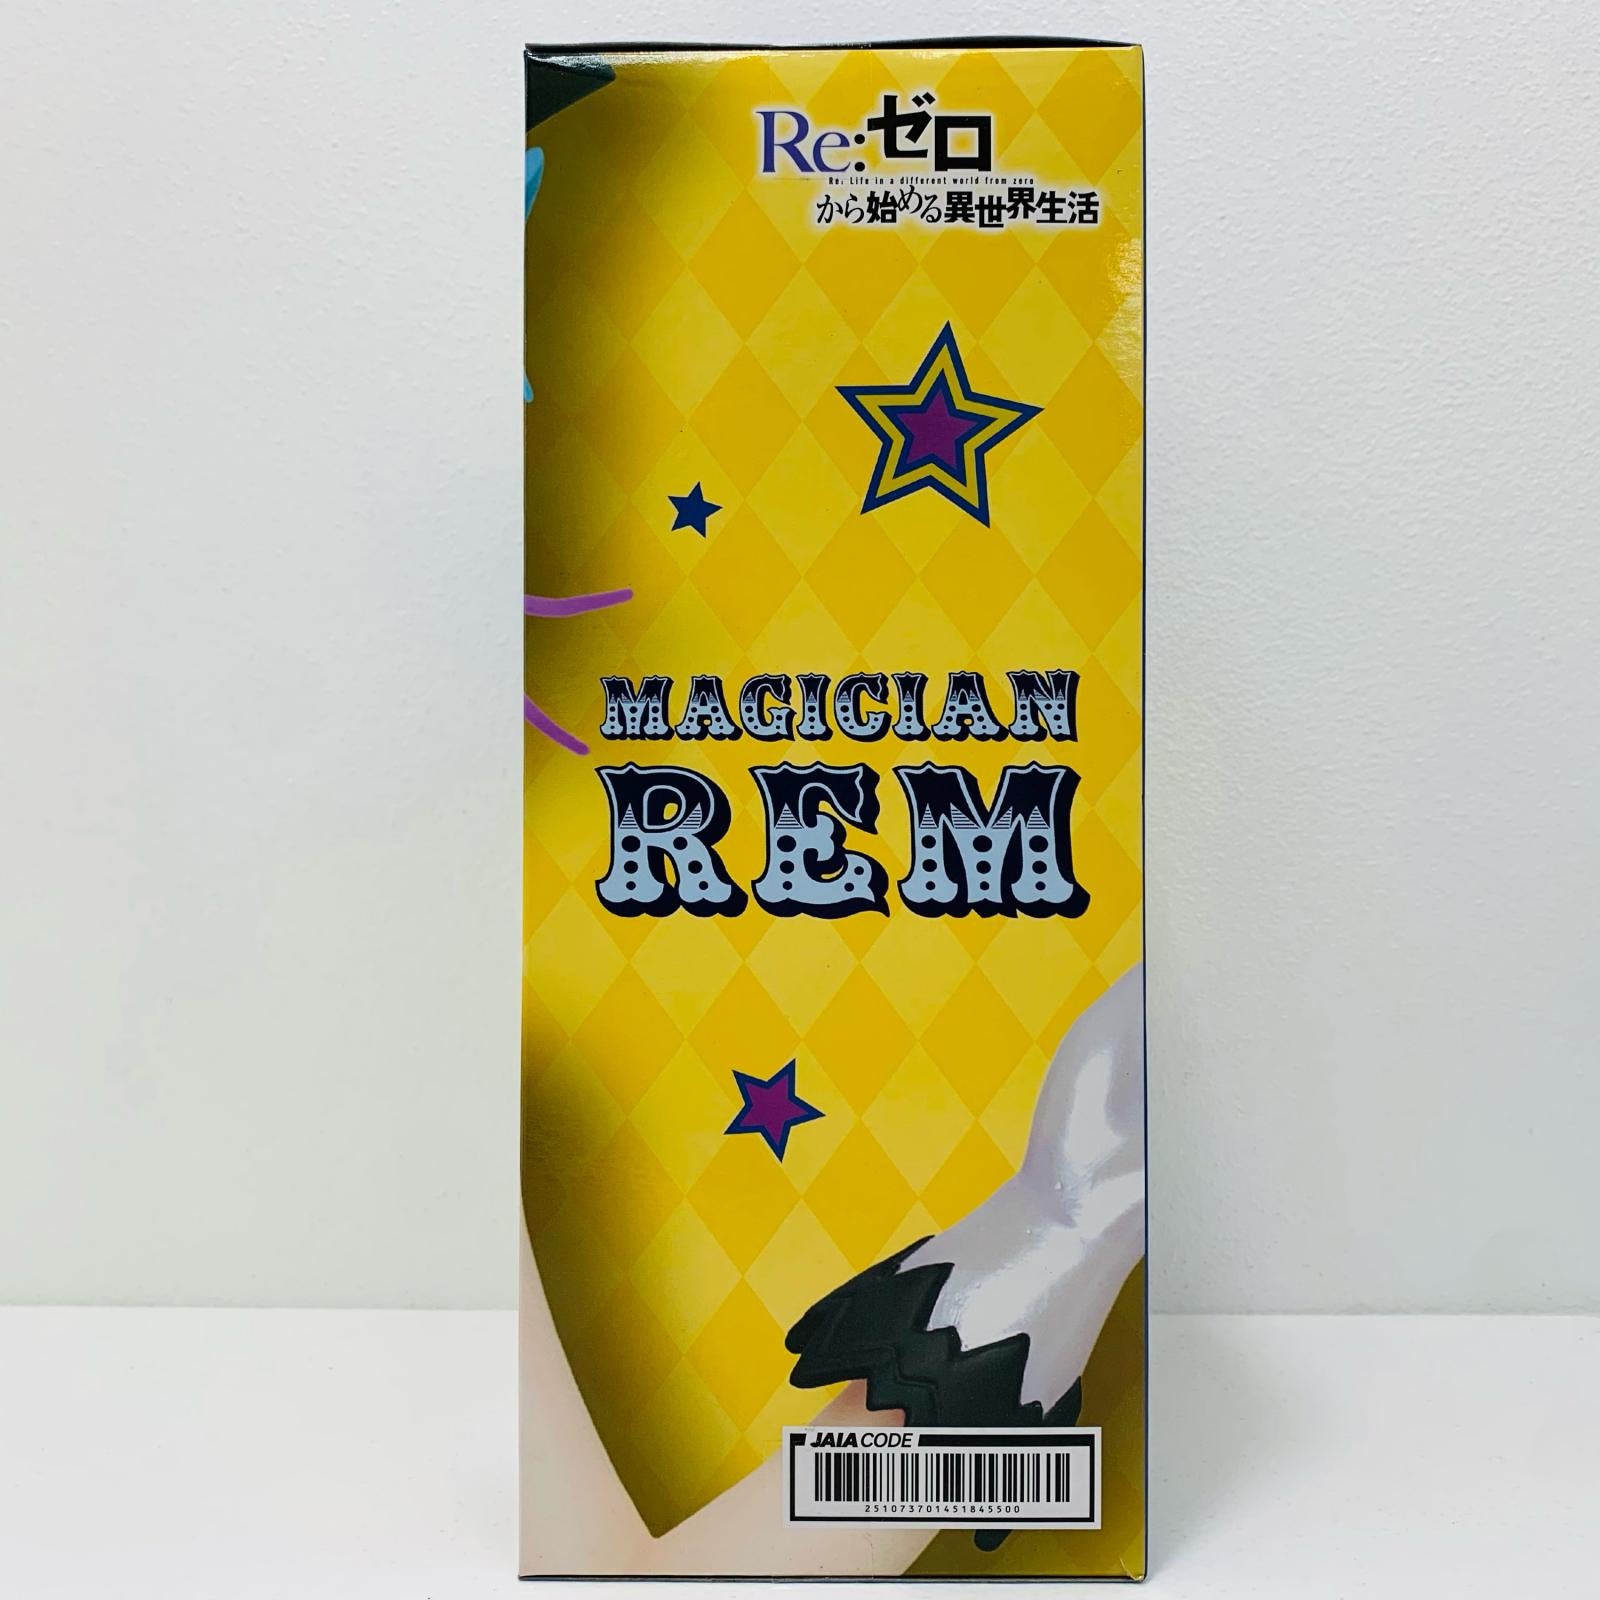 Re:ゼロ
Re: Life in a different world from zero
から始める異世界生活
MAGICIAN
REM
JAIA CODE
251073701451845500